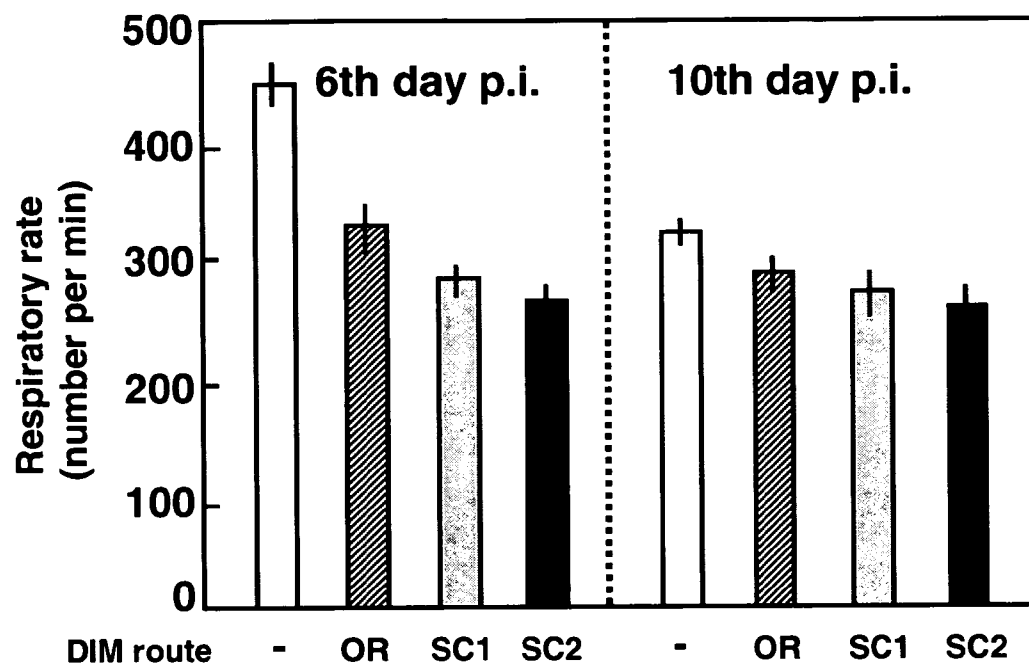 Respiratory rate
(number per min)
500
400
300
200
100
0
6th day p.i.
10th day p.i.
DIM route - OR SC1 SC2 - OR SC1 SC2